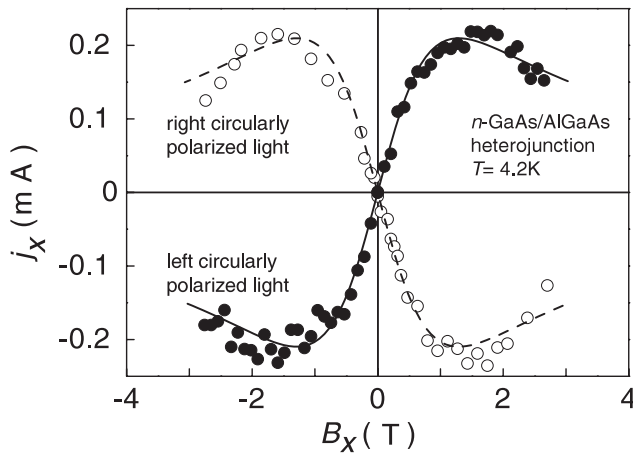 0.2
0.1
0
-0.1
-0.2
j_x (m A)
right circularly
polarized light
n-GaAs/AlGaAs
heterojunction
T= 4.2K
left circularly
polarized light
-4 -2 0 2 4
B_x ( T )